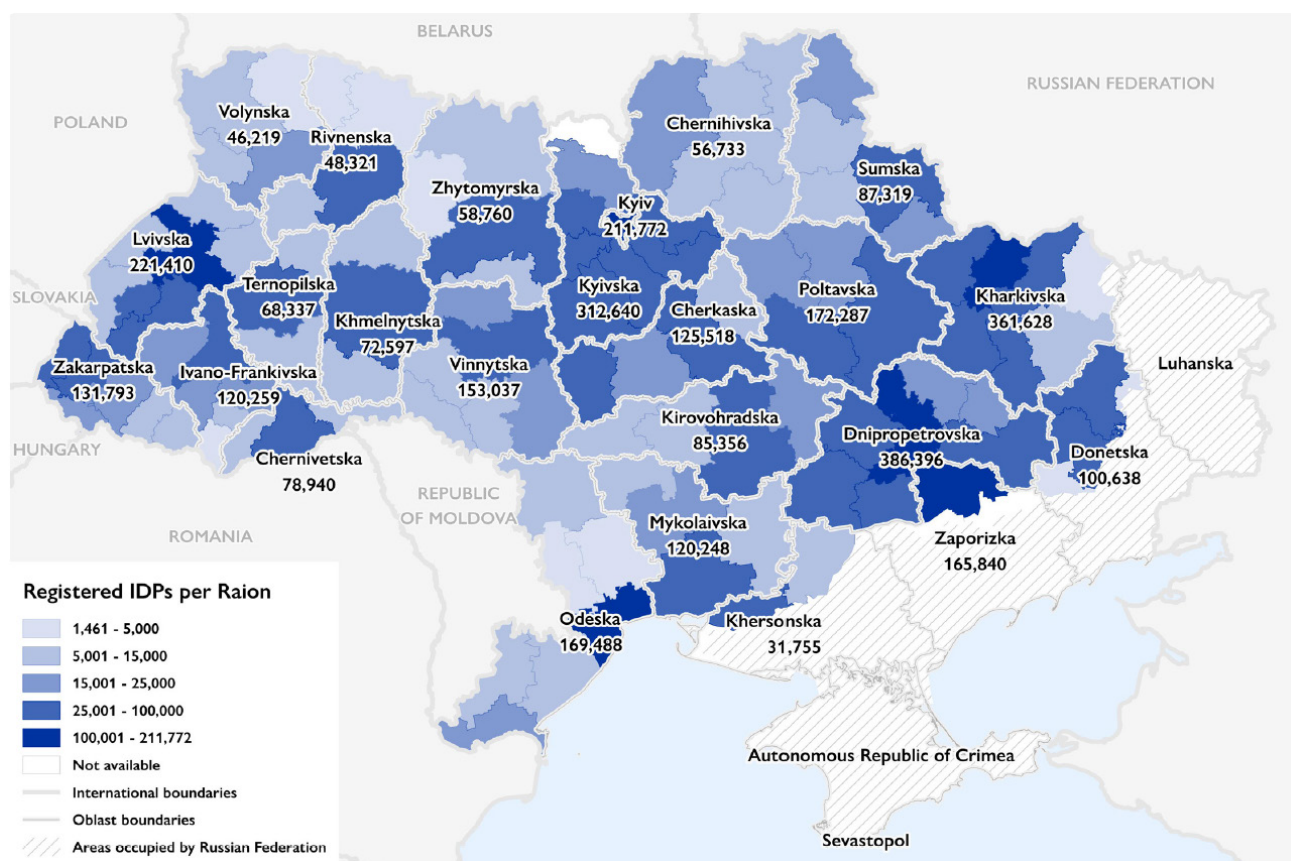 BELARUS
RUSSIAN FEDERATION
POLAND
Volynska
46,219
Rivnenska
48,321
Chernihivska
56,733
Sumska
87,319
Zhytomyrska
58,760
Kyiv
211,772
Lvivska
221,410
SLOVAKIA
Ternopilska
68,337
Kyivska
312,640
Poltavska
172,287
Kharkivska
361,628
Khmelnytska
72,597
Cherkaska
125,518
Luhanska
Zakarpatska
131,793
Ivano-Frankivska
120,259
Vinnytska
153,037
HUNGARY
Chernivetska
78,940
Kirovohradska
85,356
Dnipropetrovska
386,396
Donetska
100,638
REPUBLIC
OF MOLDOVA
ROMANIA
Mykolaivska
120,248
Zaporizka
165,840
Odeska
169,488
Khersonska
31,755
Autonomous Republic of Crimea
Sevastopol
Registered IDPs per Raion
1,461 - 5,000
5,001 - 15,000
15,001 - 25,000
25,001 - 100,000
100,001 - 211,772
Not available
International boundaries
Oblast boundaries
Areas occupied by Russian Federation